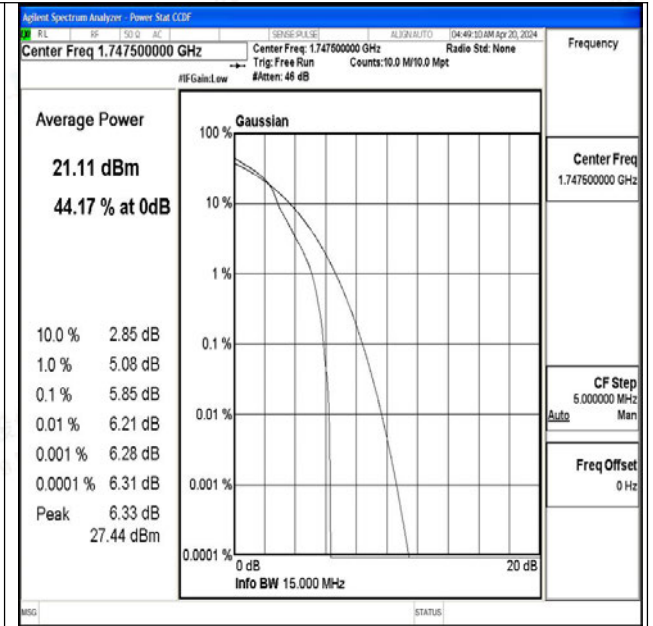 Agilent Spectrum Analyzer - Power Stat CCDF
RL RF 50 Ω AC SENSE:PULSE ALIGN AUTO 04:49:10 AM Apr 20, 2024
Center Freq 1.747500000 GHz
Center Freq: 1.747500000 GHz Radio Std: None
Trig: Free Run Counts:10.0 M/10.0 Mpt
#IFGain:Low #Atten: 46 dB
Frequency
Average Power
21.11 dBm
44.17 % at 0dB
10.0 % 2.85 dB
1.0 % 5.08 dB
0.1 % 5.85 dB
0.01 % 6.21 dB
0.001 % 6.28 dB
0.0001 % 6.31 dB
Peak 6.33 dB
27.44 dBm
Gaussian
100 %
10 %
1 %
0.1 %
0.01 %
0.001 %
0.0001 %
0 dB 20 dB
Info BW 15.000 MHz
Center Freq
1.747500000 GHz
CF Step
5.000000 MHz
Auto Man
Freq Offset
0 Hz
MSG STATUS